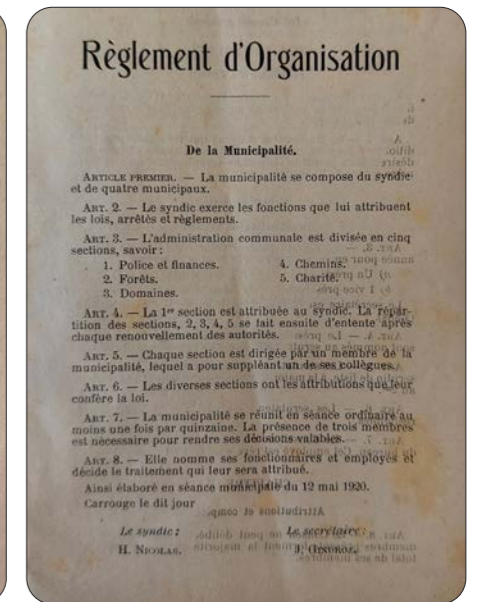 Règlement d'Organisation
De la Municipalité.
ARTICLE PREMIER. — La municipalité se compose du syndic
et de quatre municipaux.
ART. 2. — Le syndic exerce les fonctions que lui attribuent
les lois, arrêtés et règlements.
ART. 3. — L'administration communale est divisée en cinq
sections, savoir :
1. Police et finances.
2. Forêts.
3. Domaines.
4. Chemins.
5. Charité.
ART. 4. — La 1re section est attribuée au syndic. La répar-
tition des sections, 2, 3, 4, 5 se fait ensuite d'entente après
chaque renouvellement des autorités.
ART. 5. — Chaque section est dirigée par un membre de la
municipalité, lequel a pour suppléant un de ses collègues.
ART. 6. — Les diverses sections ont les attributions que leur
confère la loi.
ART. 7. — La municipalité se réunit en séance ordinaire au
moins une fois par quinzaine. La présence de trois membres
est nécessaire pour rendre ses décisions valables.
ART. 8. — Elle nomme ses fonctionnaires et employés et
décide le traitement qui leur sera attribué.
Ainsi élaboré en séance municipale du 12 mai 1920.
Carrouge le dit jour
Le syndic :
H. NICOLAS.
Le secrétaire :
J. GINDROZ.